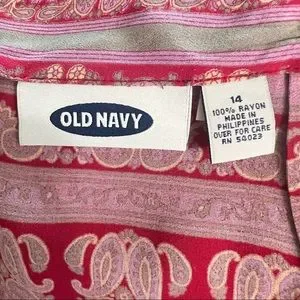 OLD NAVY
14
100% RAYON
MADE IN
PHILIPPINES
OVER FOR CARE
RN 54023